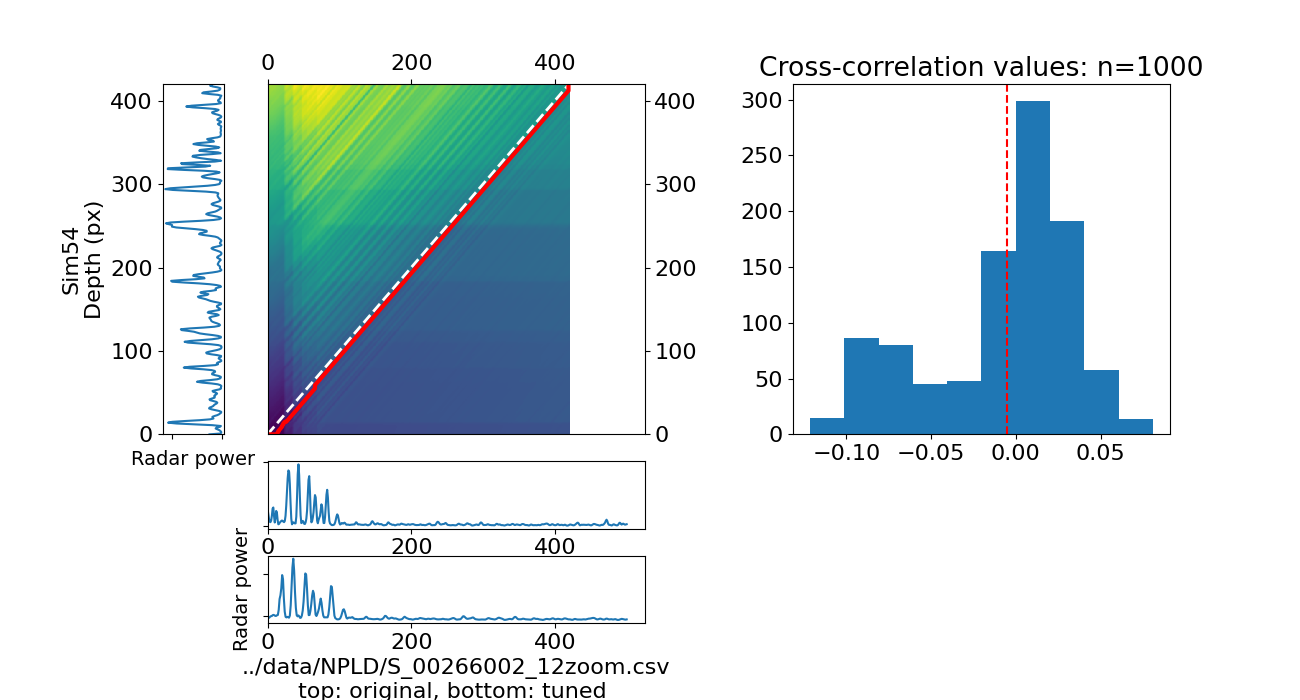 Cross-correlation values: n=1000
0 200 400
400
300
200
100
0
Sim54
Depth (px)
400
300
200
100
0
300
250
200
150
100
50
0
−0.10 −0.05 0.00 0.05
Radar power
0 200 400
Radar power
0 200 400
../data/NPLD/S_00266002_12zoom.csv
top: original, bottom: tuned